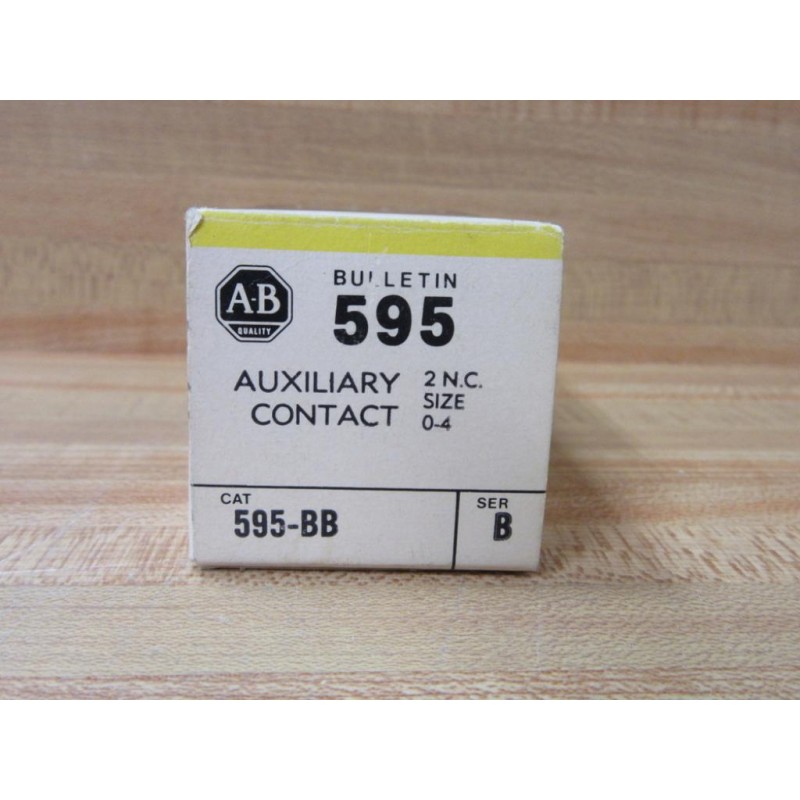 A-B
QUALITY
BULLETIN
595
AUXILIARY
CONTACT
2 N.C.
SIZE
0-4
CAT
595-BB
SER
B